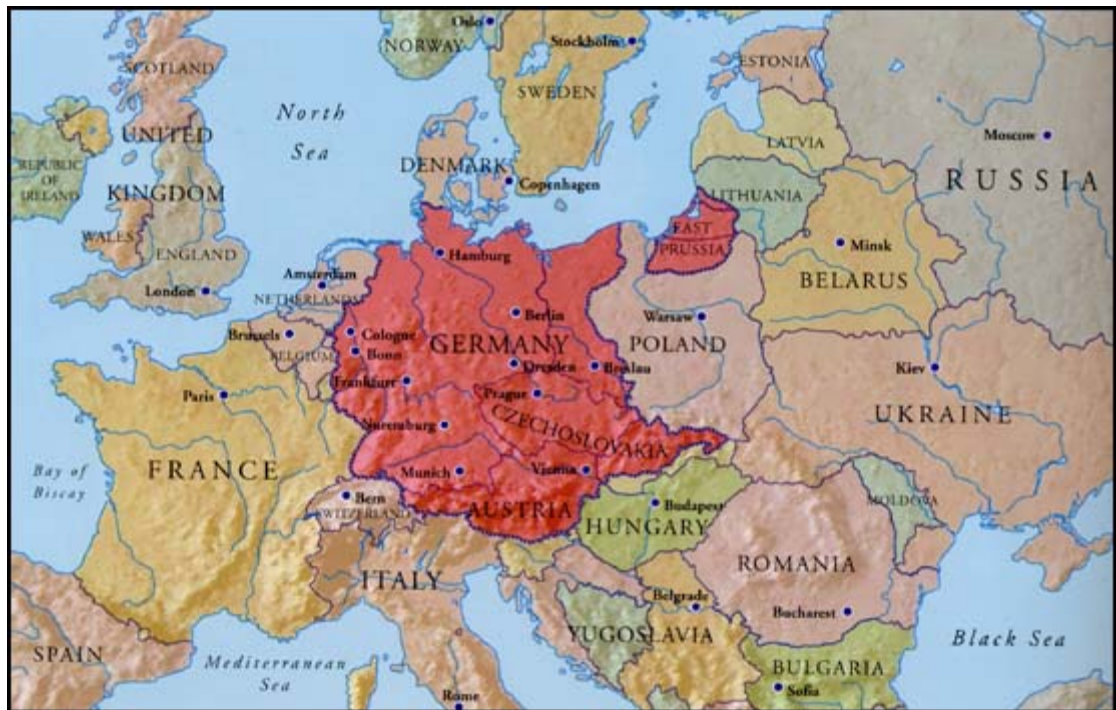 Oslo
NORWAY
Stockholm
SWEDEN
ESTONIA
SCOTLAND
North
Sea
UNITED
KINGDOM
REPUBLIC
OF
IRELAND
WALES
ENGLAND
London
DENMARK
Copenhagen
LATVIA
LITHUANIA
Moscow
RUSSIA
EAST
PRUSSIA
Minsk
BELARUS
Hamburg
Amsterdam
NETHERLANDS
Berlin
Warsaw
POLAND
Brussels
BELGIUM
Cologne
Bonn
GERMANY
Dresden
Breslau
Kiev
UKRAINE
Paris
Frankfurt
Prague
CZECHOSLOVAKIA
Nuremburg
Bay of
Biscay
FRANCE
Munich
Vienna
Bern
SWITZERLAND
AUSTRIA
Budapest
HUNGARY
MOLDOVA
ITALY
ROMANIA
Belgrade
Bucharest
YUGOSLAVIA
Black Sea
SPAIN
Mediterranean
Sea
Rome
BULGARIA
Sofia